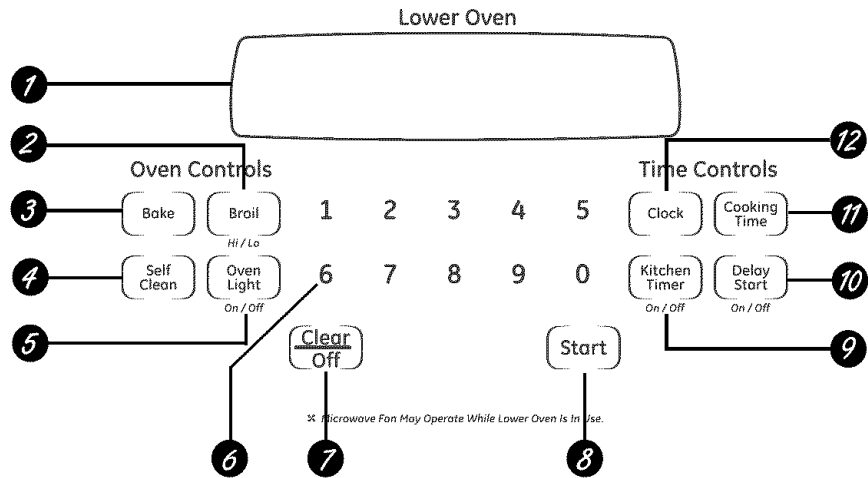 Lower Oven
1
2
12
Oven Controls
Time Controls
3
Bake
Broil
1 2 3 4 5
Clock
Cooking
Time
11
Hi / Lo
4
Self
Clean
Oven
Light
6 7 8 9 0
Kitchen
Timer
Delay
Start
10
On / Off
On / Off
On / Off
5
Clear
Off
Start
9
※ Microwave Fan May Operate While Lower Oven Is In Use.
6
7
8